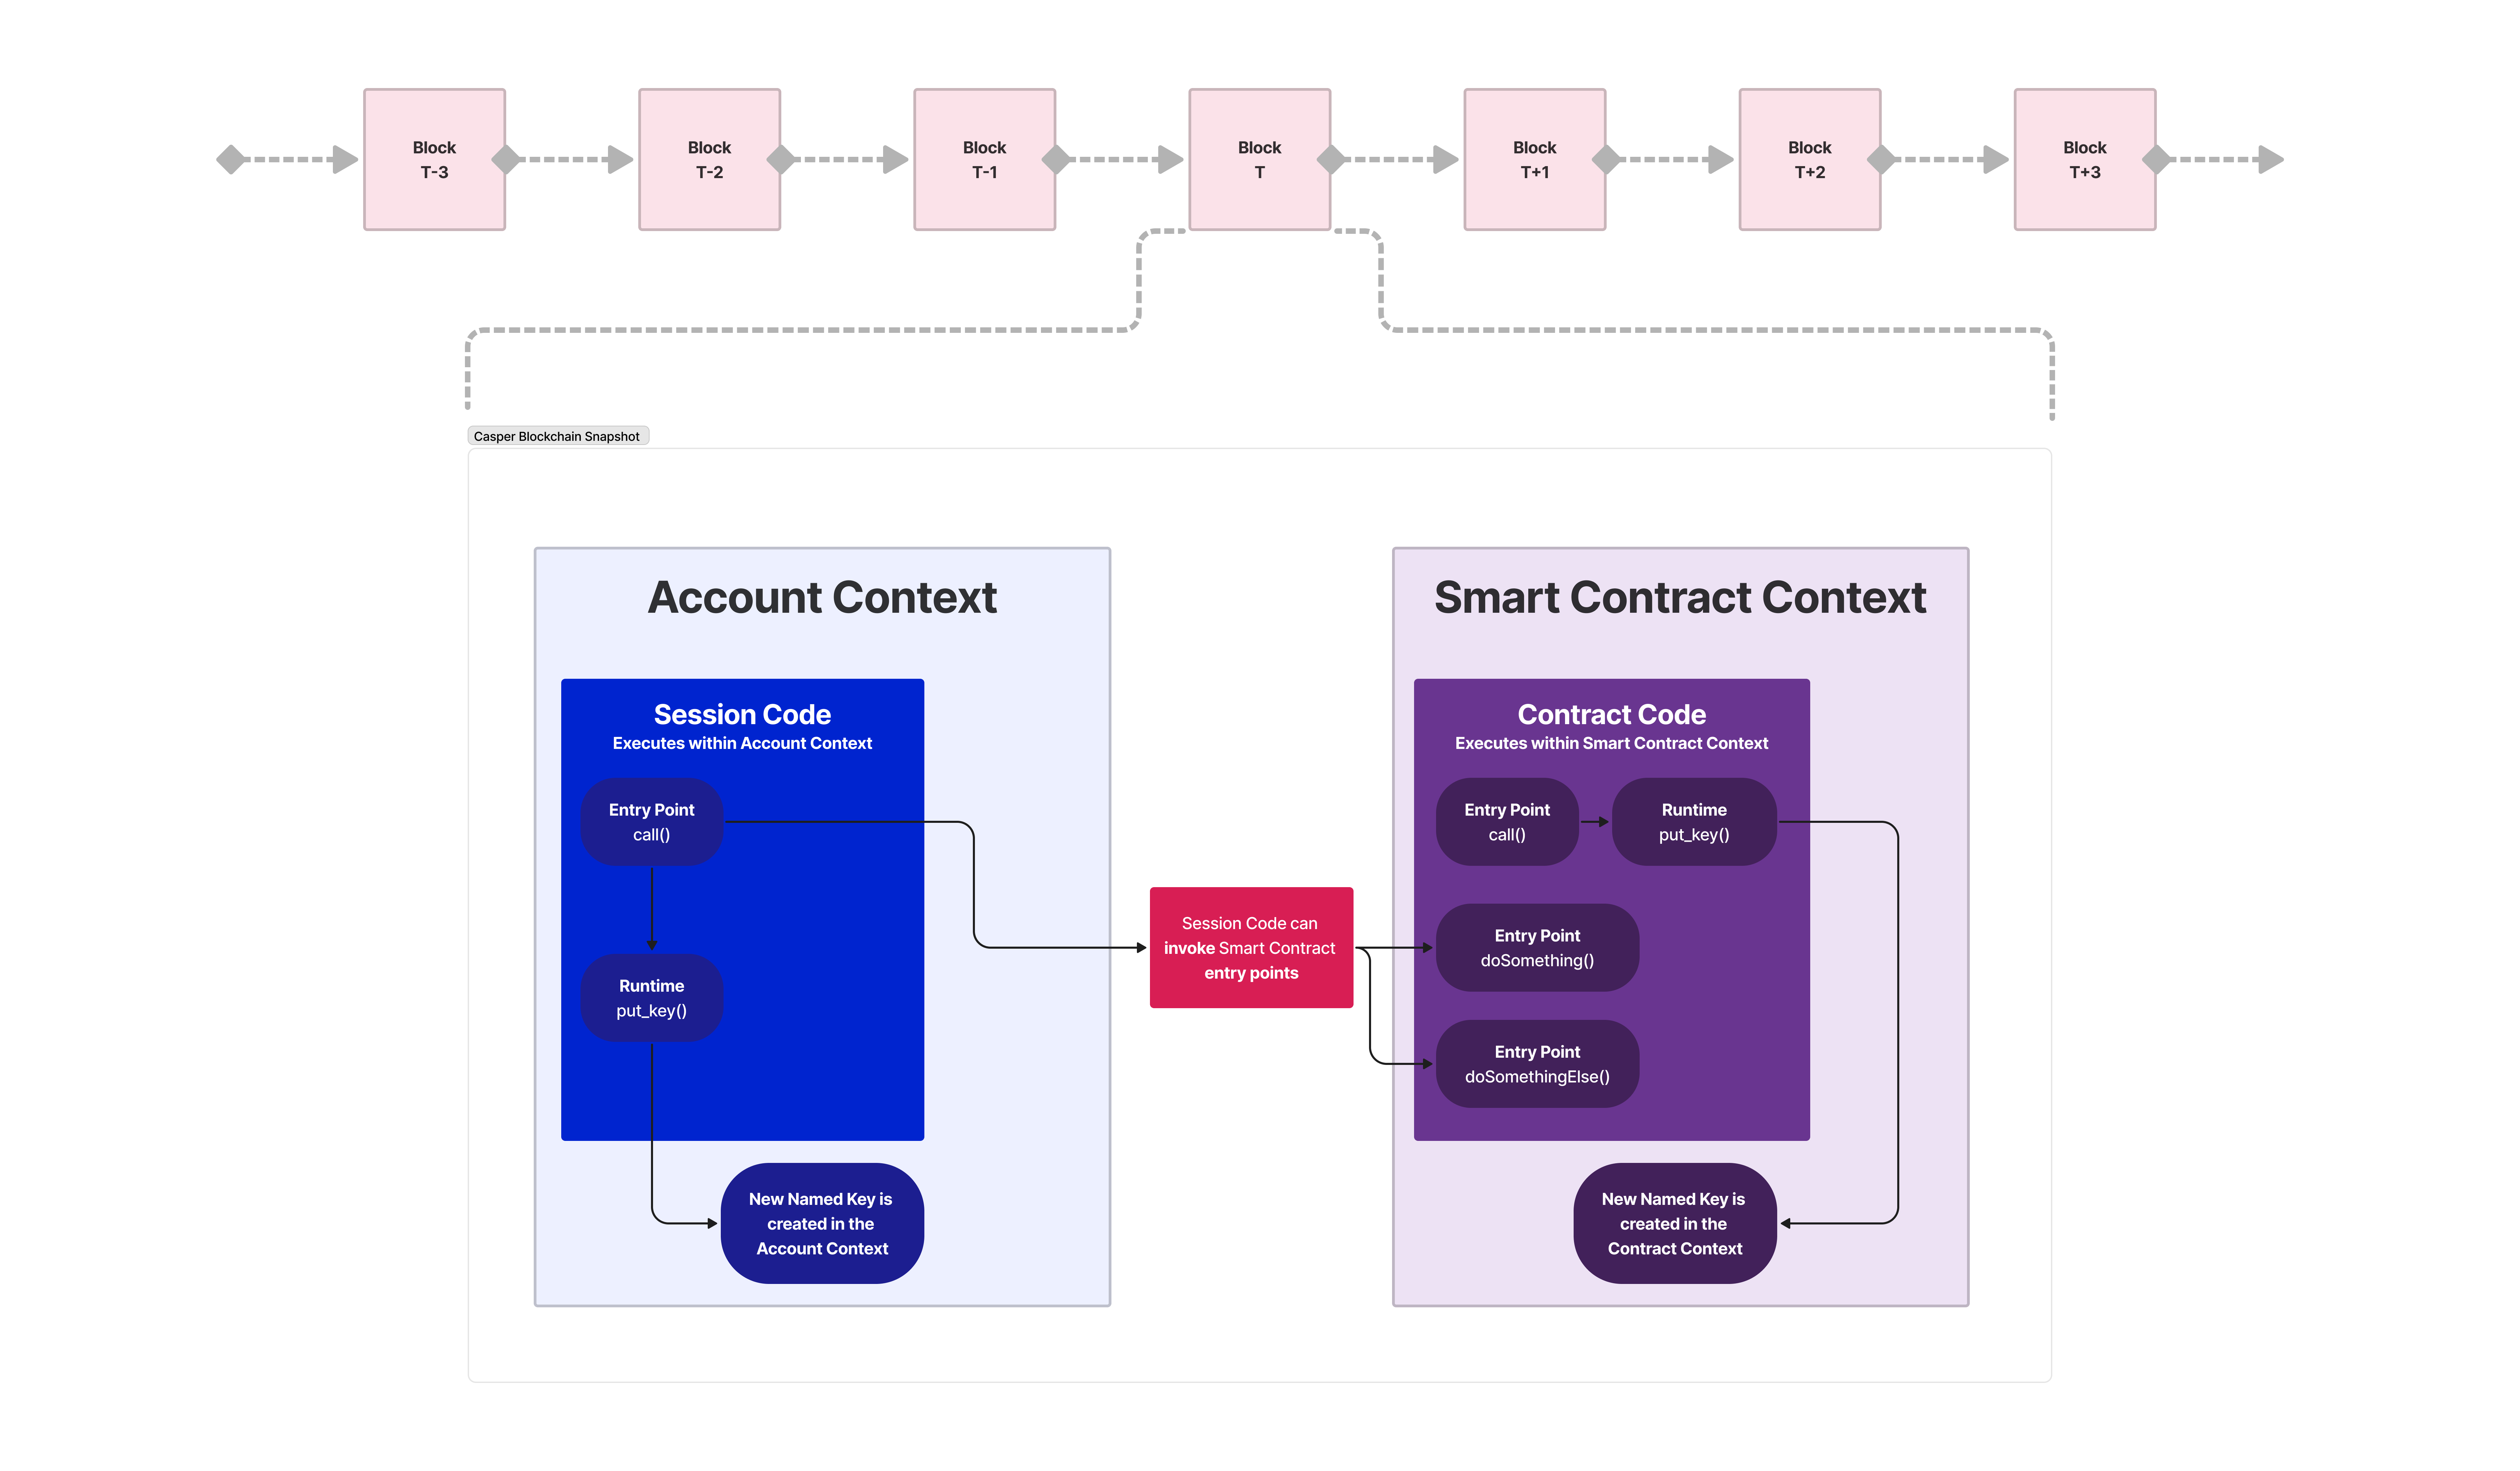 Block
T-3
Block
T-2
Block
T-1
Block
T
Block
T+1
Block
T+2
Block
T+3
Casper Blockchain Snapshot
Account Context
Session Code
Executes within Account Context
Entry Point
call()
Runtime
put_key()
New Named Key is
created in the
Account Context
Session Code can
invoke Smart Contract
entry points
Smart Contract Context
Contract Code
Executes within Smart Contract Context
Entry Point
call()
Runtime
put_key()
Entry Point
doSomething()
Entry Point
doSomethingElse()
New Named Key is
created in the
Contract Context